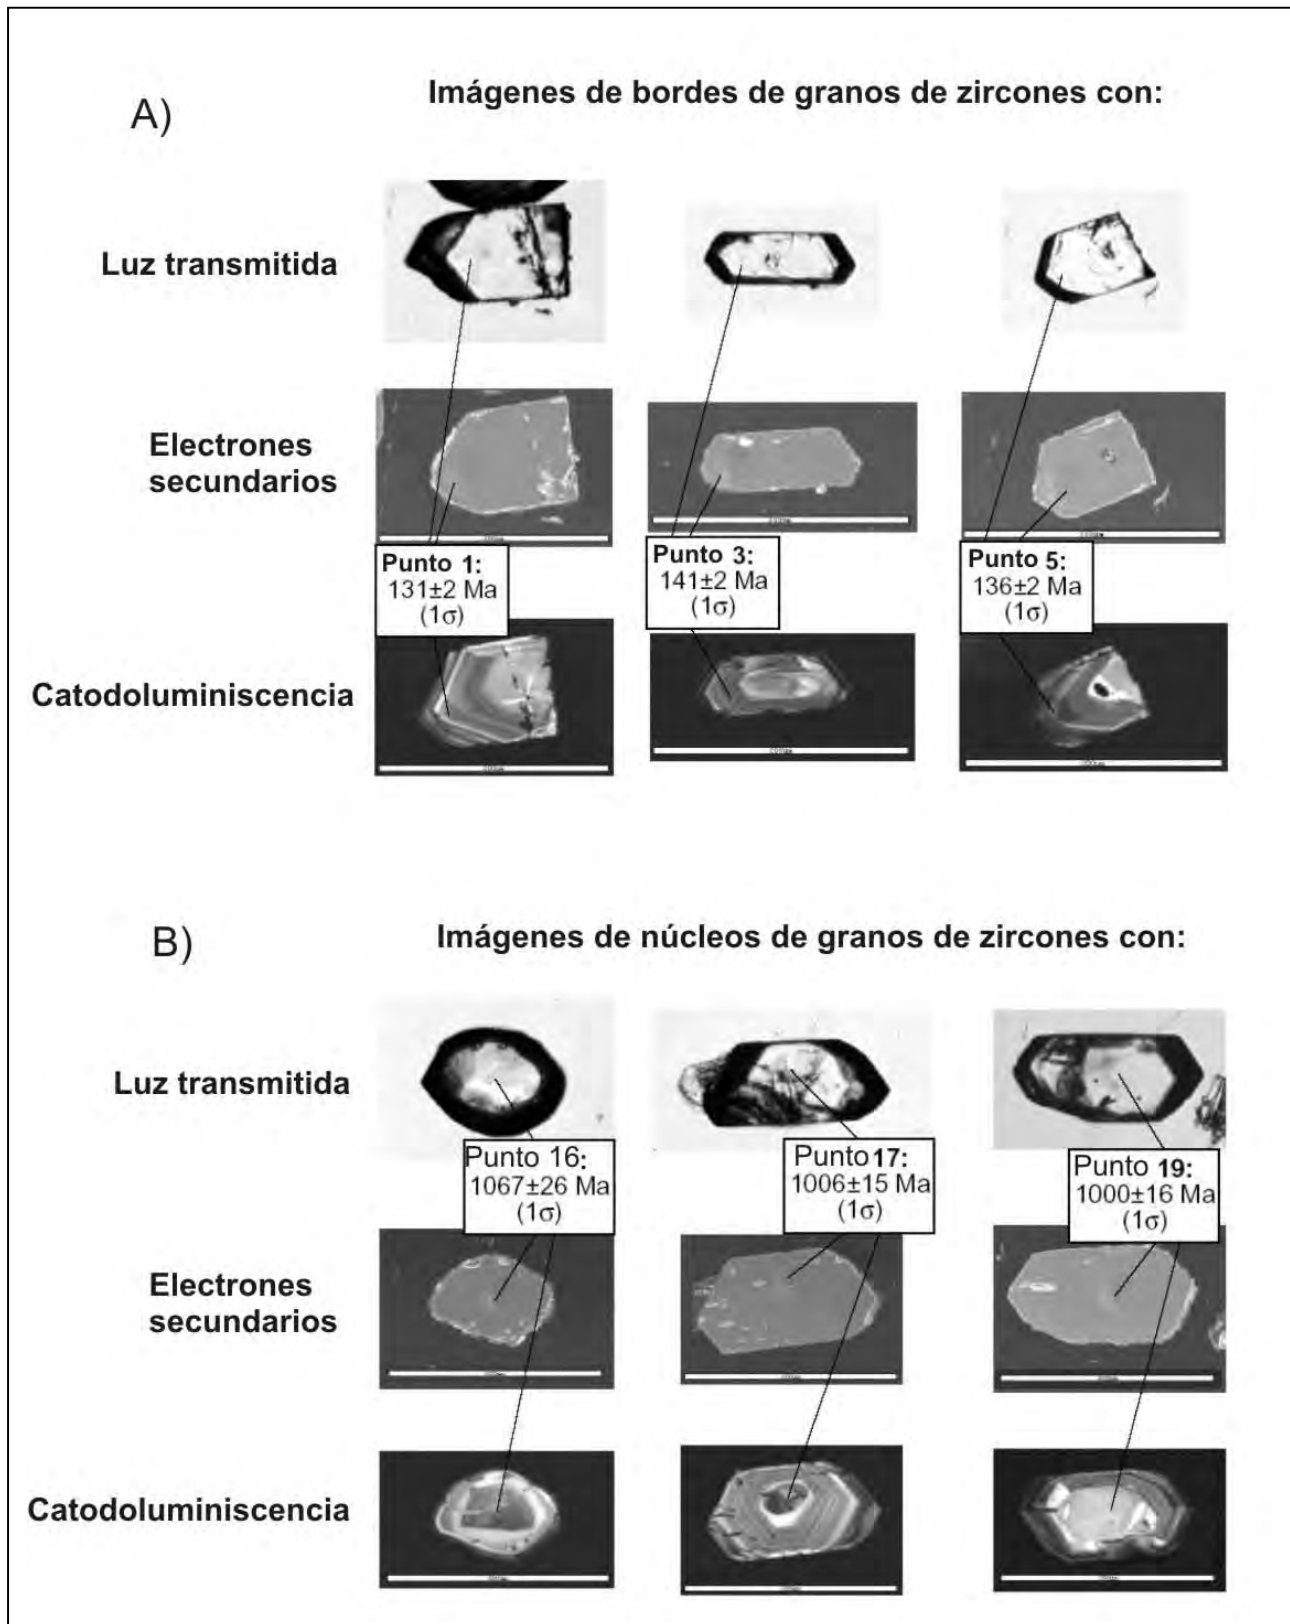 A)
Imágenes de bordes de granos de zircones con:
Luz transmitida
Electrones
secundarios
Punto 1:
131±2 Ma
(1σ)
Punto 3:
141±2 Ma
(1σ)
Punto 5:
136±2 Ma
(1σ)
Catodoluminiscencia
B)
Imágenes de núcleos de granos de zircones con:
Luz transmitida
Punto 16:
1067±26 Ma
(1σ)
Punto 17:
1006±15 Ma
(1σ)
Punto 19:
1000±16 Ma
(1σ)
Electrones
secundarios
Catodoluminiscencia